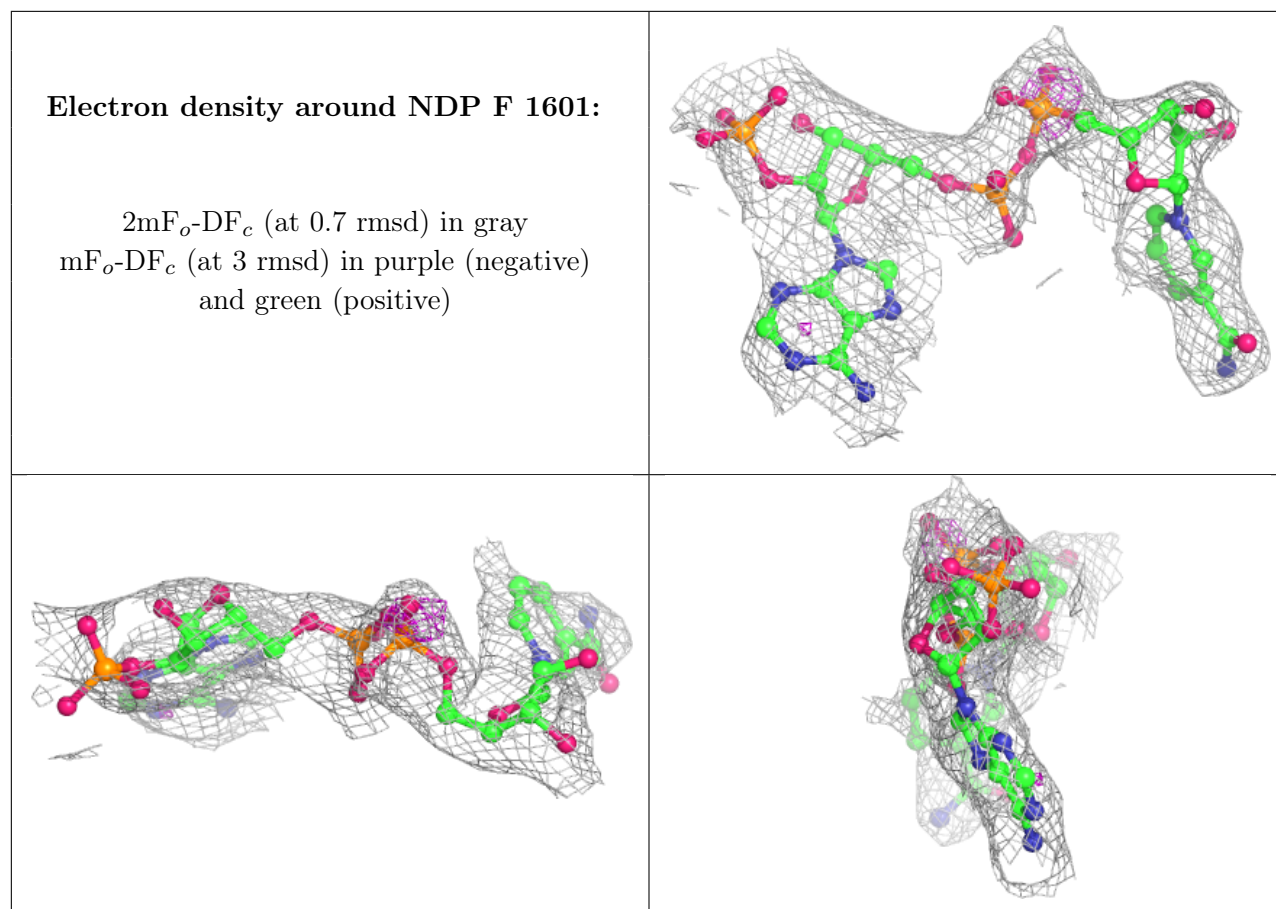 Electron density around NDP F 1601:
2mFo-DFc (at 0.7 rmsd) in gray
mFo-DFc (at 3 rmsd) in purple (negative)
and green (positive)